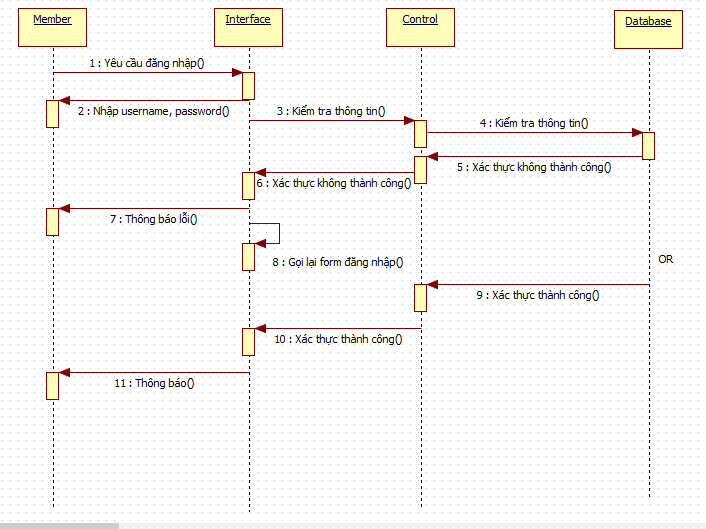 Member
Interface
Control
Database
1 : Yêu cầu đăng nhập()
2 : Nhập username, password()
3 : Kiểm tra thông tin()
4 : Kiểm tra thông tin()
5 : Xác thực không thành công()
6 : Xác thực không thành công()
7 : Thông báo lỗi()
8 : Gọi lại form đăng nhập()
OR
9 : Xác thực thành công()
10 : Xác thực thành công()
11 : Thông báo()